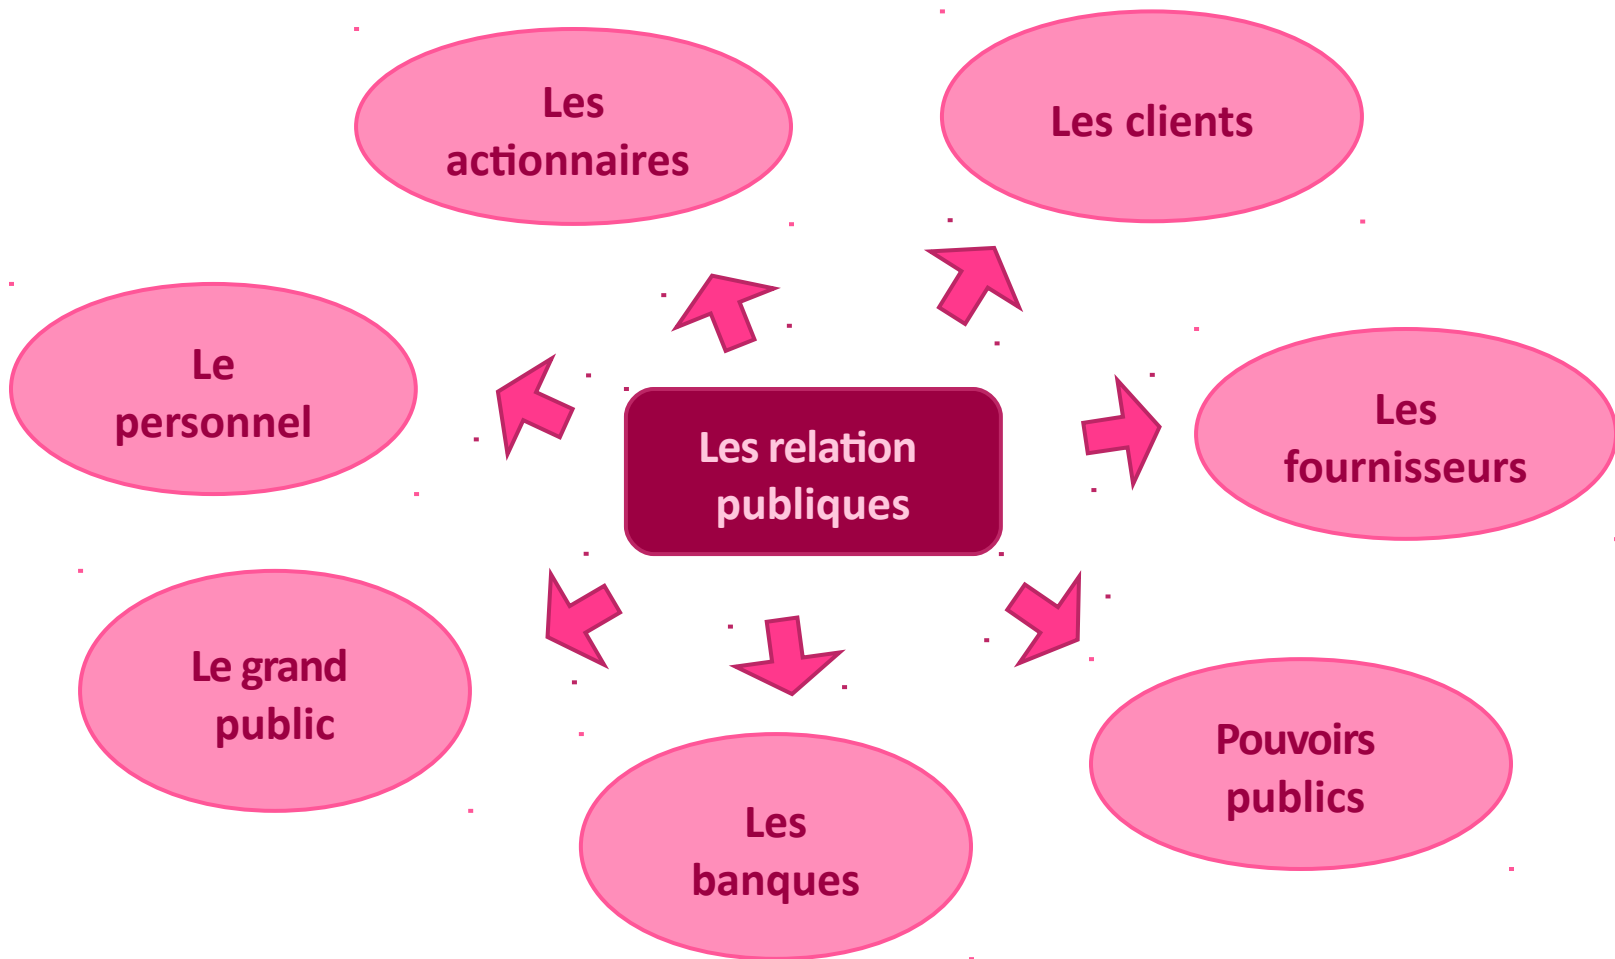 Les
actionnaires
Les clients
Le
personnel
Les relation
publiques
Les
fournisseurs
Le grand
public
Pouvoirs
publics
Les
banques